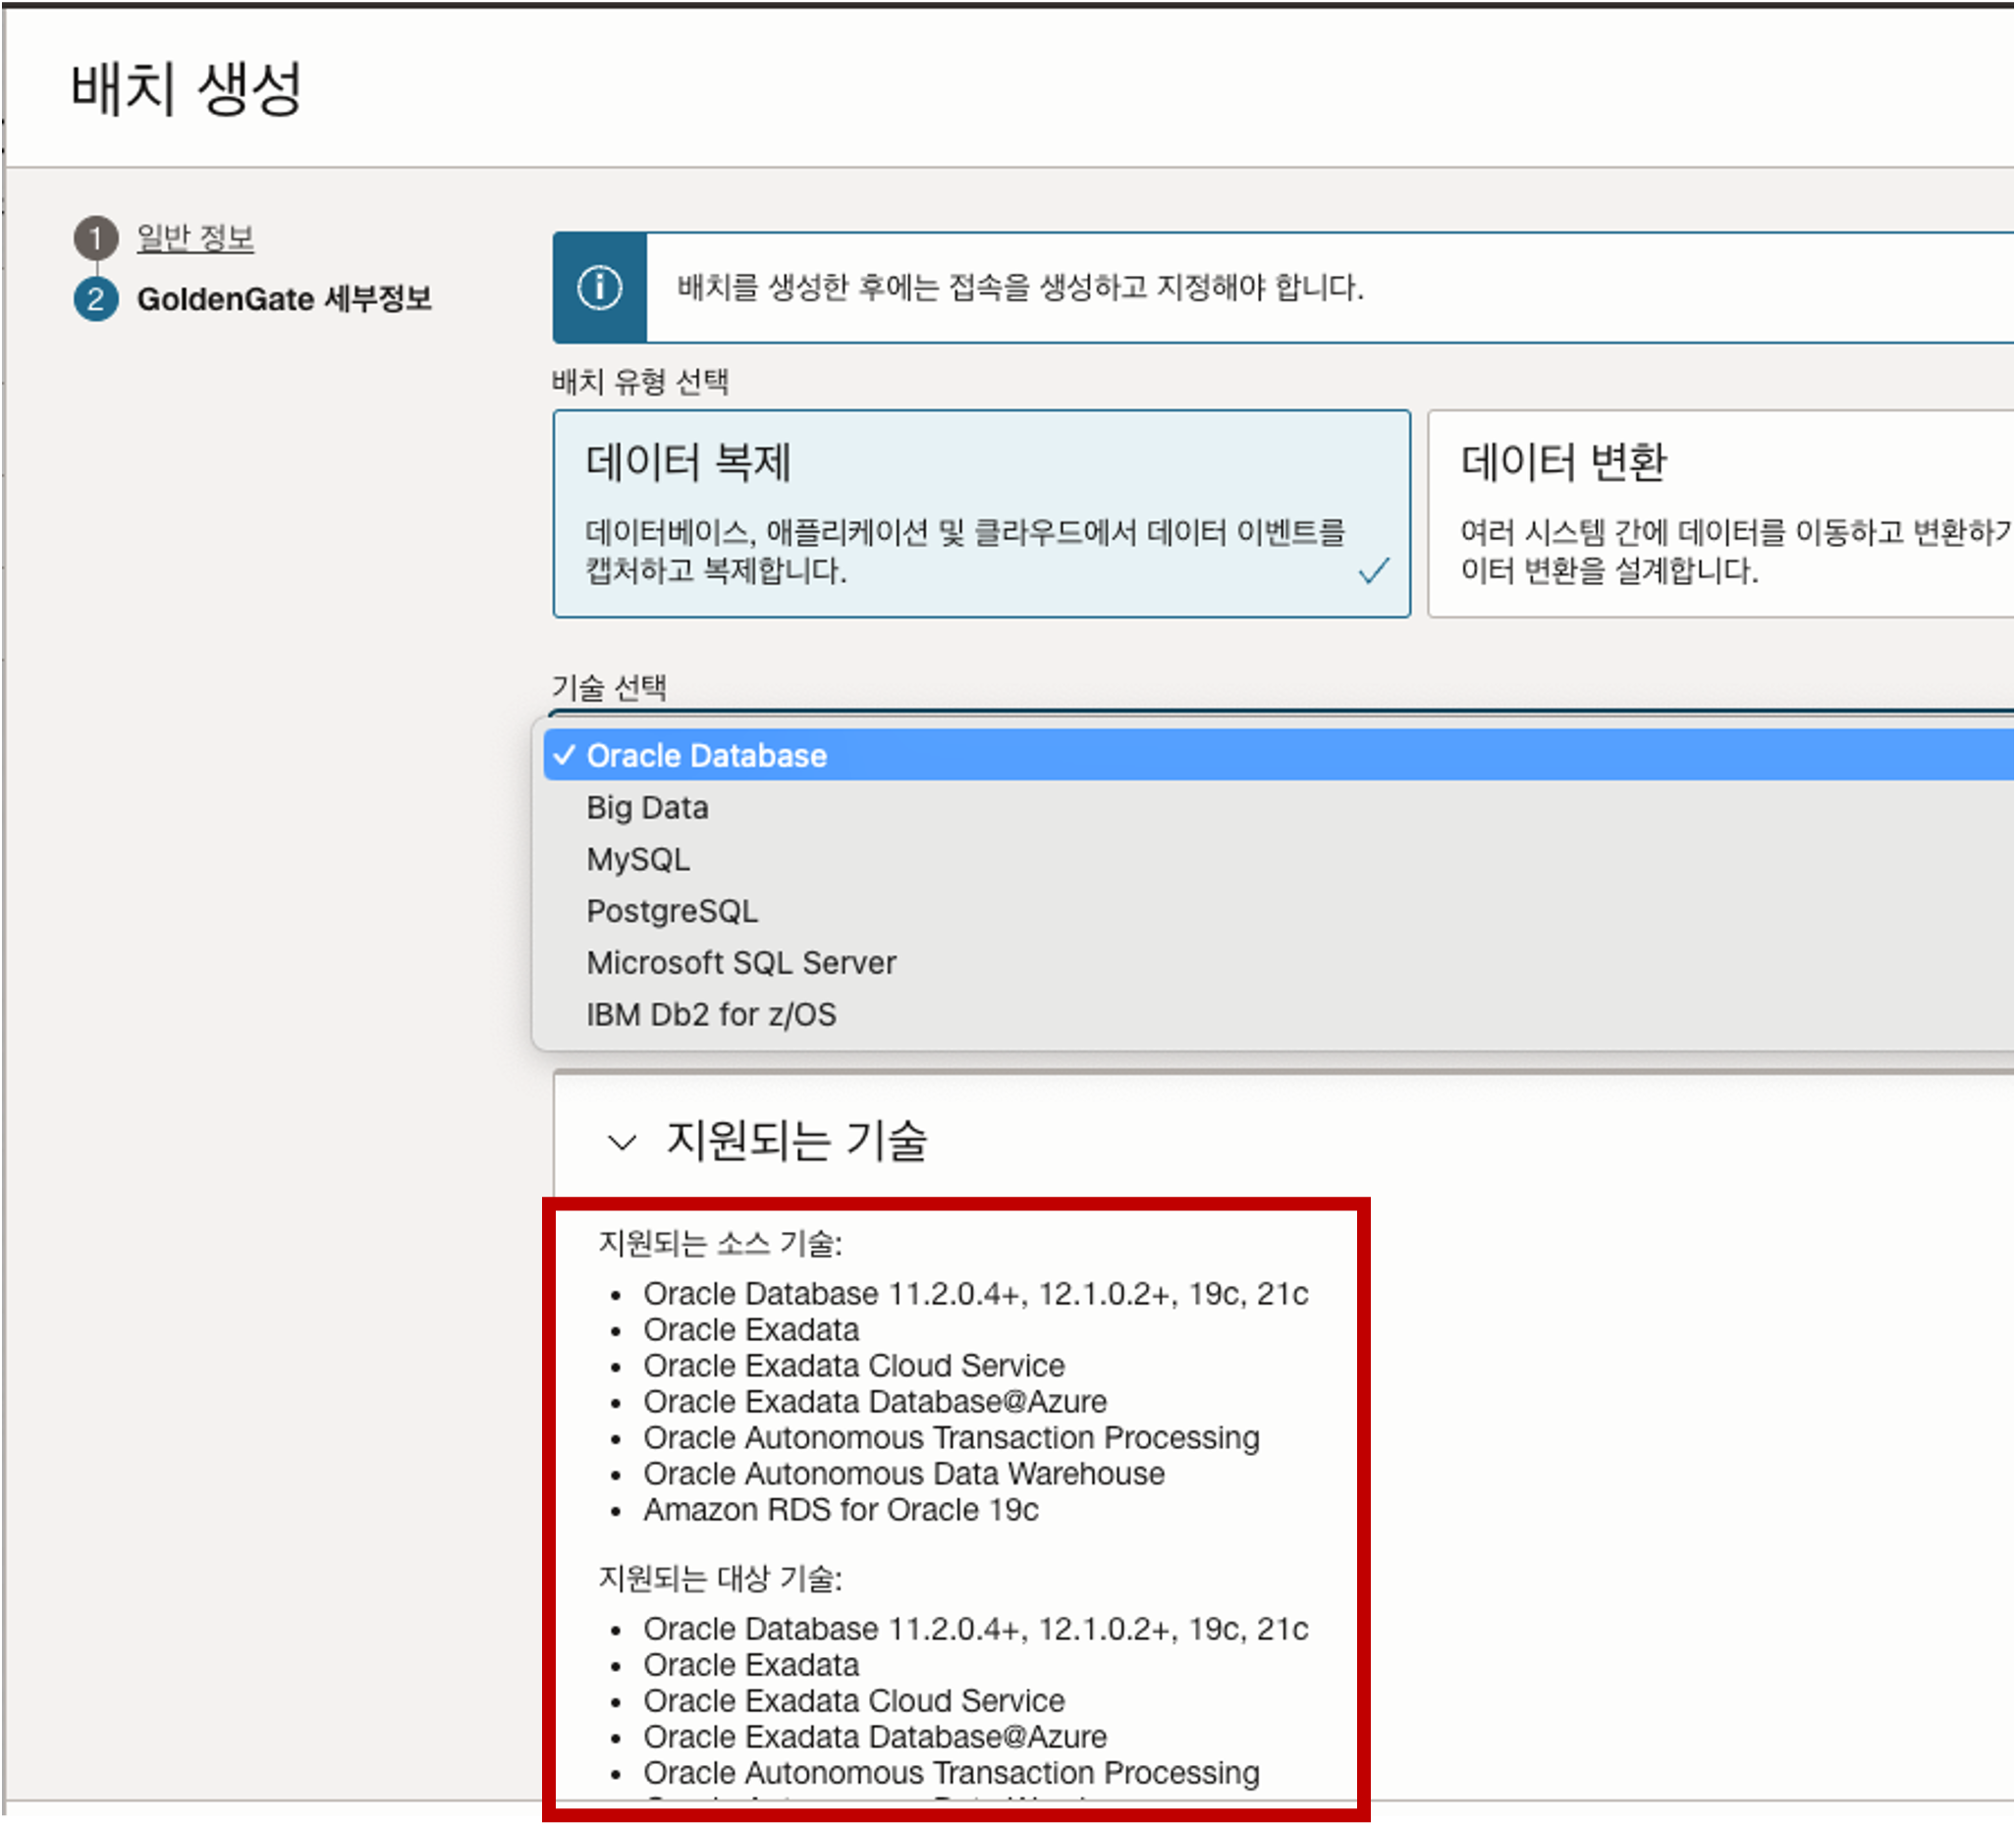 배치 생성
1 일반 정보
2 GoldenGate 세부정보
배치를 생성한 후에는 접속을 생성하고 지정해야 합니다.
배치 유형 선택
데이터 복제
데이터베이스, 애플리케이션 및 클라우드에서 데이터 이벤트를
캡처하고 복제합니다.
데이터 변환
여러 시스템 간에 데이터를 이동하고 변환하기
이터 변환을 설계합니다.
기술 선택
Oracle Database
Big Data
MySQL
PostgreSQL
Microsoft SQL Server
IBM Db2 for z/OS
지원되는 기술
지원되는 소스 기술:
• Oracle Database 11.2.0.4+, 12.1.0.2+, 19c, 21c
• Oracle Exadata
• Oracle Exadata Cloud Service
• Oracle Exadata Database@Azure
• Oracle Autonomous Transaction Processing
• Oracle Autonomous Data Warehouse
• Amazon RDS for Oracle 19c
지원되는 대상 기술:
• Oracle Database 11.2.0.4+, 12.1.0.2+, 19c, 21c
• Oracle Exadata
• Oracle Exadata Cloud Service
• Oracle Exadata Database@Azure
• Oracle Autonomous Transaction Processing